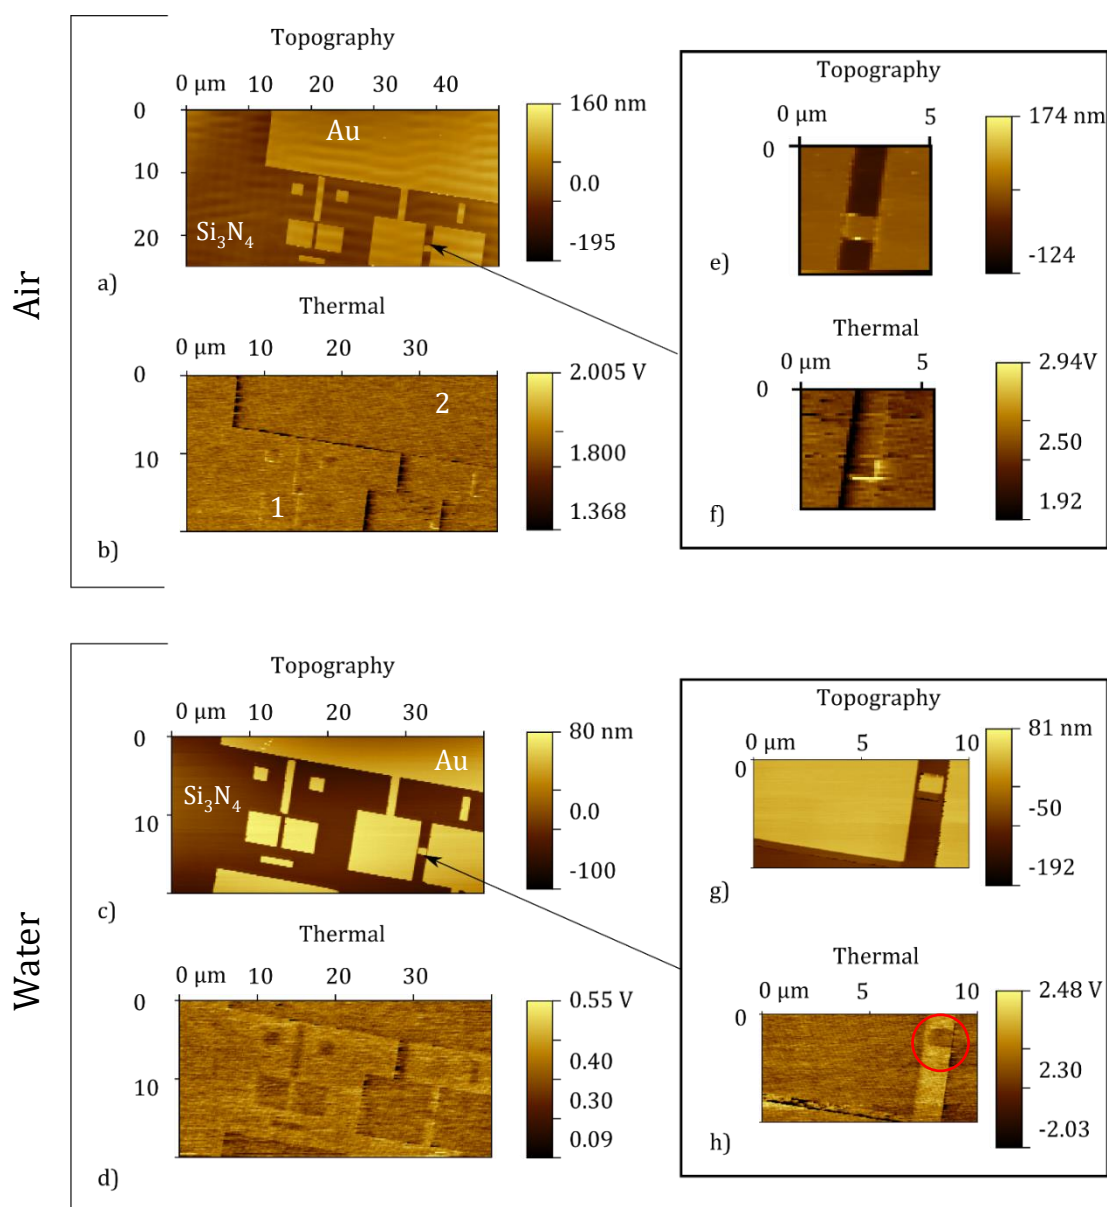 Air
Topography
0 μm 10 20 30 40
0
10
20
Au
Si3N4
160 nm
0.0
-195
a)
Thermal
0 μm 10 20 30
0
10
2
1
2.005 V
1.800
1.368
b)
Topography
0 μm 5
0
174 nm
-124
e)
Thermal
0 μm 5
0
2.94V
2.50
1.92
f)
Water
Topography
0 μm 10 20 30
0
10
Au
Si3N4
80 nm
0.0
-100
c)
Thermal
0 μm 10 20 30
0
10
0.55 V
0.40
0.30
0.09
d)
Topography
0 μm 5 10
0
81 nm
-50
-192
g)
Thermal
0 μm 5 10
0
2.48 V
2.30
-2.03
h)